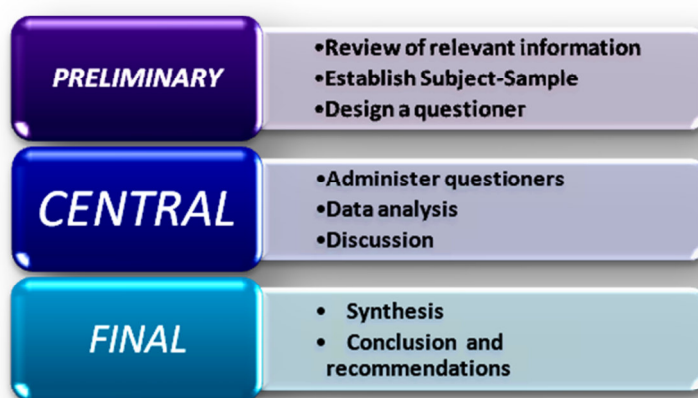 PRELIMINARY
•Review of relevant information
•Establish Subject-Sample
•Design a questioner
CENTRAL
•Administer questioners
•Data analysis
•Discussion
FINAL
• Synthesis
• Conclusion and
recommendations